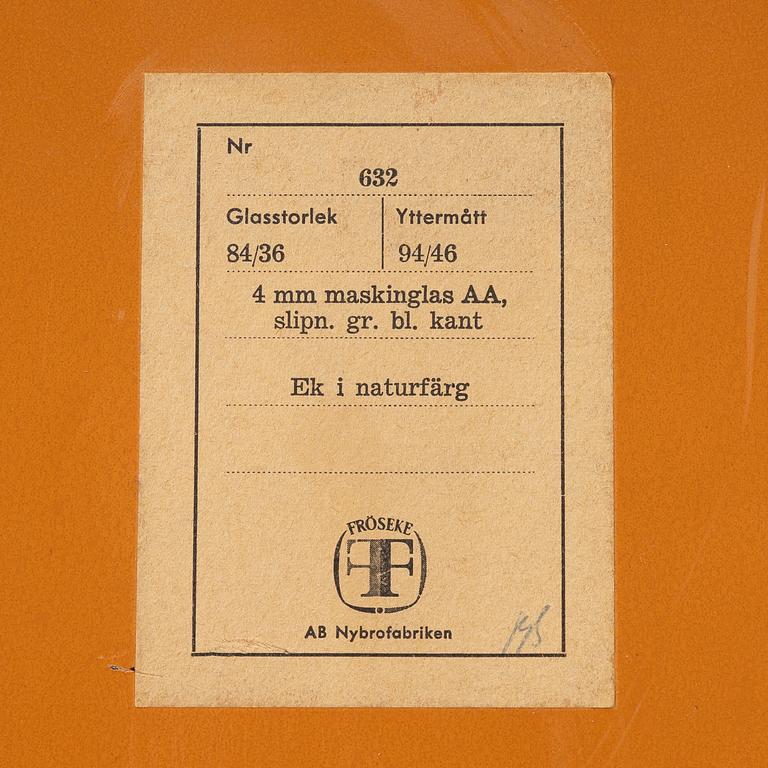 Nr
632
Glasstorlek Yttermått
84/36 94/46
4 mm maskinglas AA,
slipn. gr. bl. kant
Ek i naturfärg
FRÖSEKE
F
AB Nybrofabriken